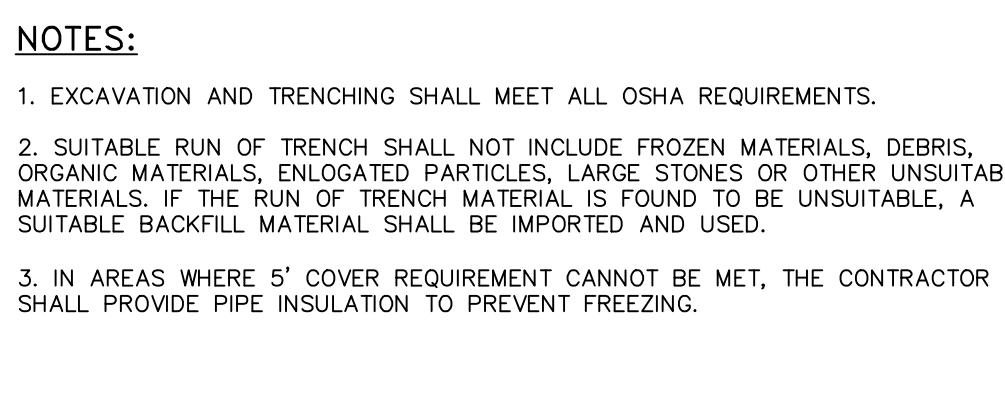 NOTES:
1. EXCAVATION AND TRENCHING SHALL MEET ALL OSHA REQUIREMENTS.
2. SUITABLE RUN OF TRENCH SHALL NOT INCLUDE FROZEN MATERIALS, DEBRIS,
ORGANIC MATERIALS, ENLOGATED PARTICLES, LARGE STONES OR OTHER UNSUITAB
MATERIALS. IF THE RUN OF TRENCH MATERIAL IS FOUND TO BE UNSUITABLE, A
SUITABLE BACKFILL MATERIAL SHALL BE IMPORTED AND USED.
3. IN AREAS WHERE 5' COVER REQUIREMENT CANNOT BE MET, THE CONTRACTOR
SHALL PROVIDE PIPE INSULATION TO PREVENT FREEZING.